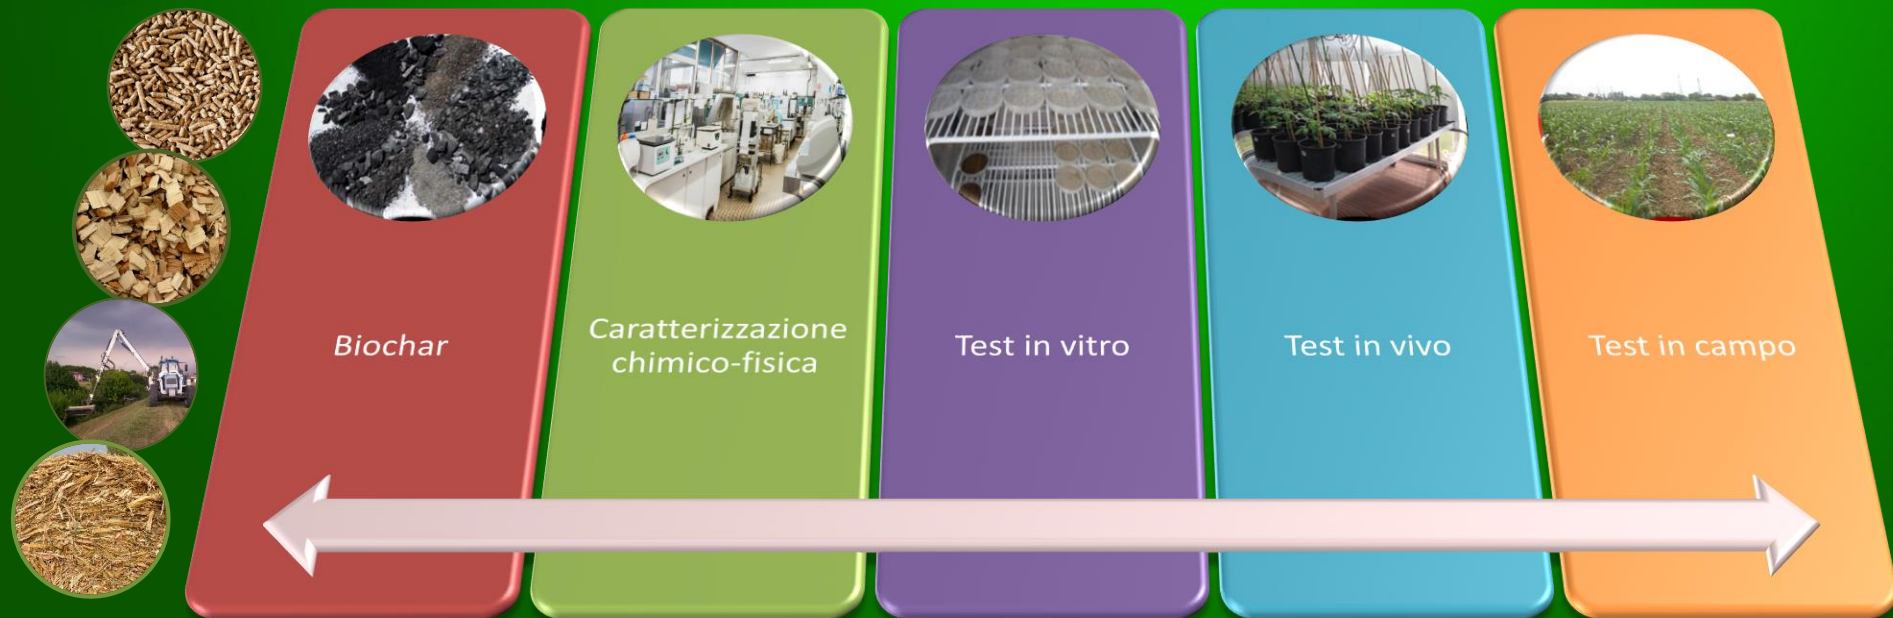 Biochar
Caratterizzazione
chimico-fisica
Test in vitro
Test in vivo
Test in campo